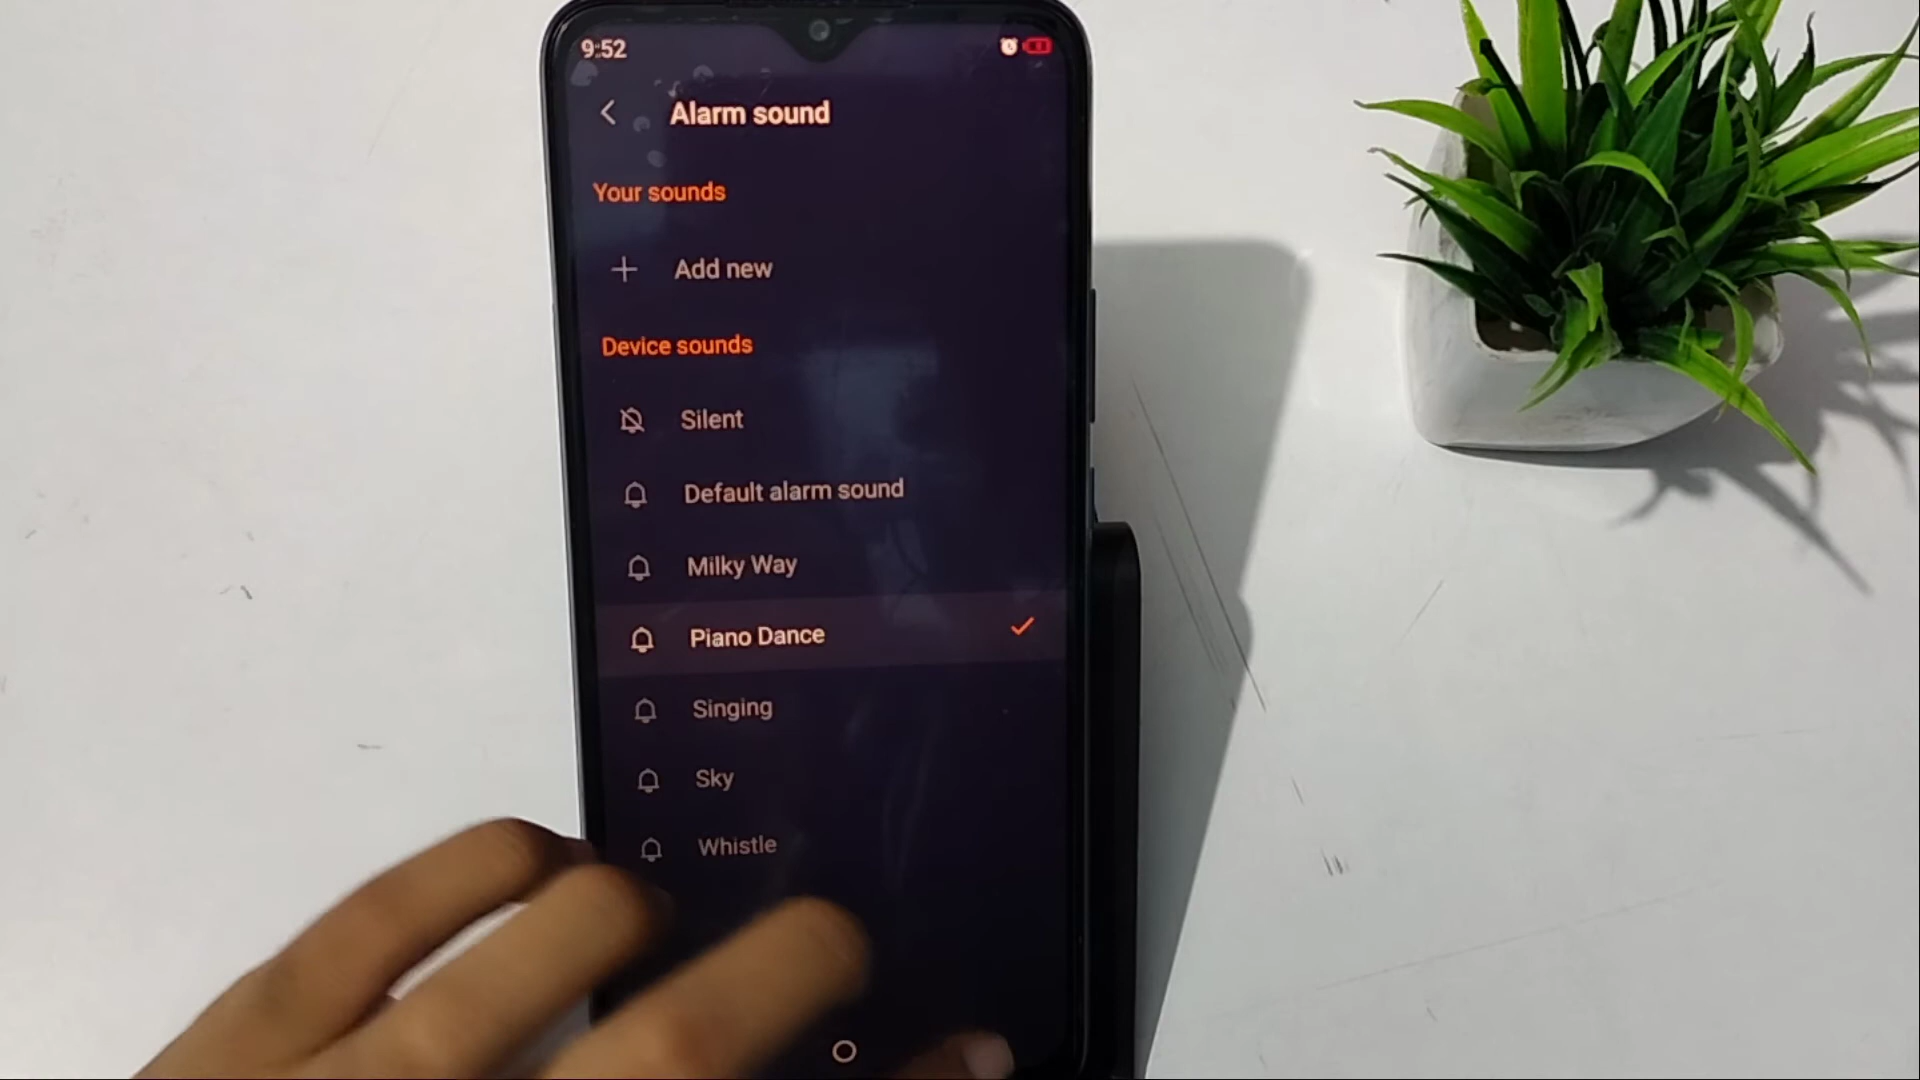 9:52
Alarm sound
Your sounds
Add new
Device sounds
Silent
Default alarm sound
Milky Way
Piano Dance
Singing
Sky
Whistle